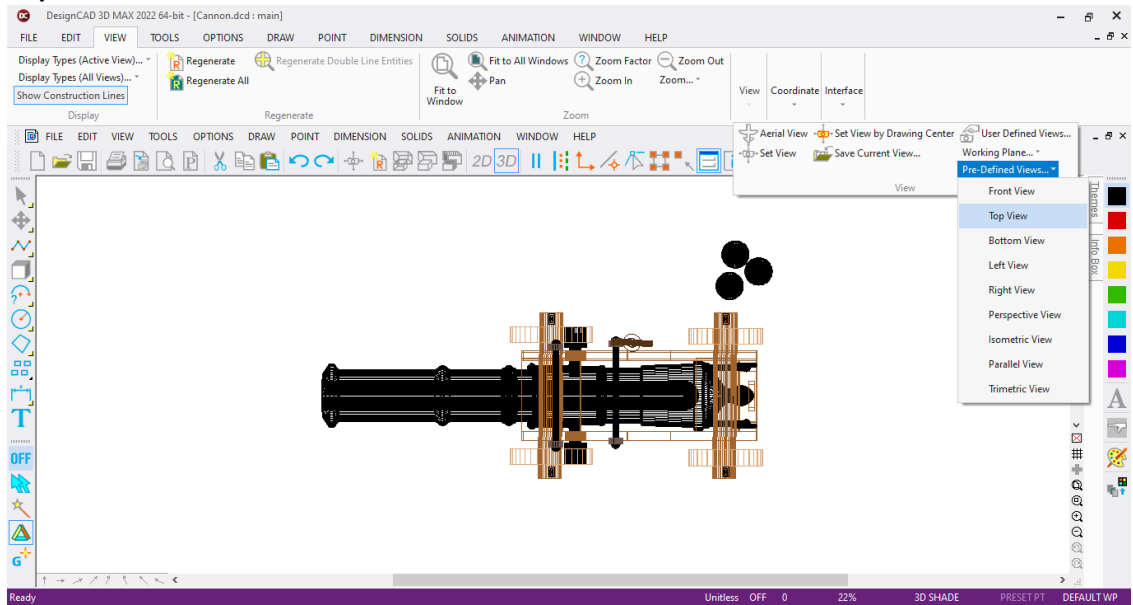 DesignCAD 3D MAX 2022 64-bit - [Cannon.dcd : main]
FILE EDIT VIEW TOOLS OPTIONS DRAW POINT DIMENSION SOLIDS ANIMATION WINDOW HELP
Display Types (Active View)...
Display Types (All Views)...
Show Construction Lines
Display
Regenerate
Regenerate All
Regenerate Double Line Entities
Regenerate
Fit to
Window
Fit to All Windows
Pan
Zoom Factor
Zoom In
Zoom Out
Zoom...
Zoom
View
Coordinate
Interface
FILE EDIT VIEW TOOLS OPTIONS DRAW POINT DIMENSION SOLIDS ANIMATION WINDOW HELP
2D 3D
Aerial View
Set View by Drawing Center
User Defined Views...
Set View
Save Current View...
Working Plane...
Pre-Defined Views...
View
Front View
Top View
Bottom View
Left View
Right View
Perspective View
Isometric View
Parallel View
Trimetric View
Themes
Info Box
T
OFF
G
A
Ready
Unitless OFF 0 22% 3D SHADE PRESET PT DEFAULT WP